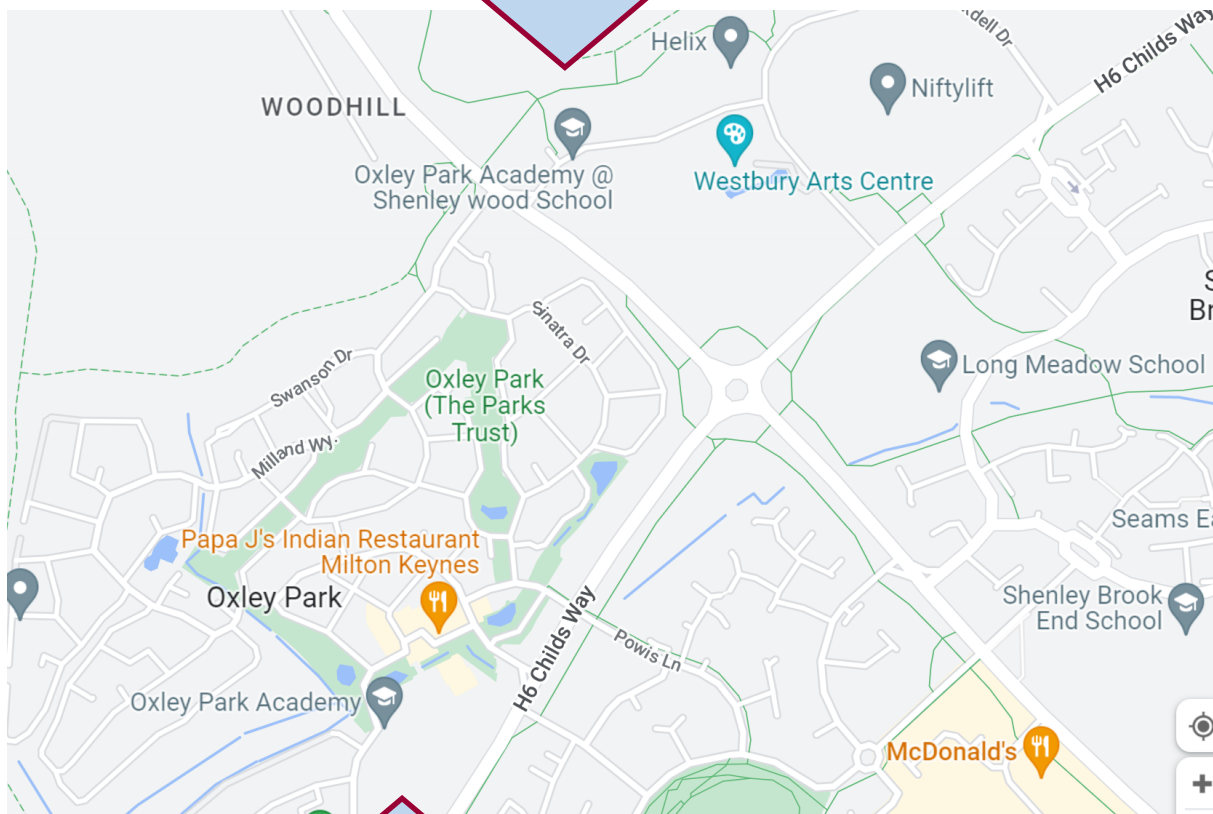 Helix
H6 Childs Way
Niftylift
WOODHILL
Oxley Park Academy @
Shenley wood School
Westbury Arts Centre
Sinatra Dr
Swanson Dr
Long Meadow School
Oxley Park
(The Parks
Trust)
Milland Wy.
Papa J's Indian Restaurant
Milton Keynes
Oxley Park
Shenley Brook
End School
H6 Childs Way
Powis Ln
Oxley Park Academy
McDonald's